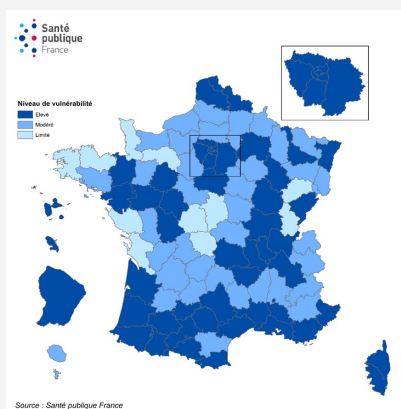 Santé
publique
France
Niveau de vulnérabilité
Elevé
Modéré
Limité
Source : Santé publique France